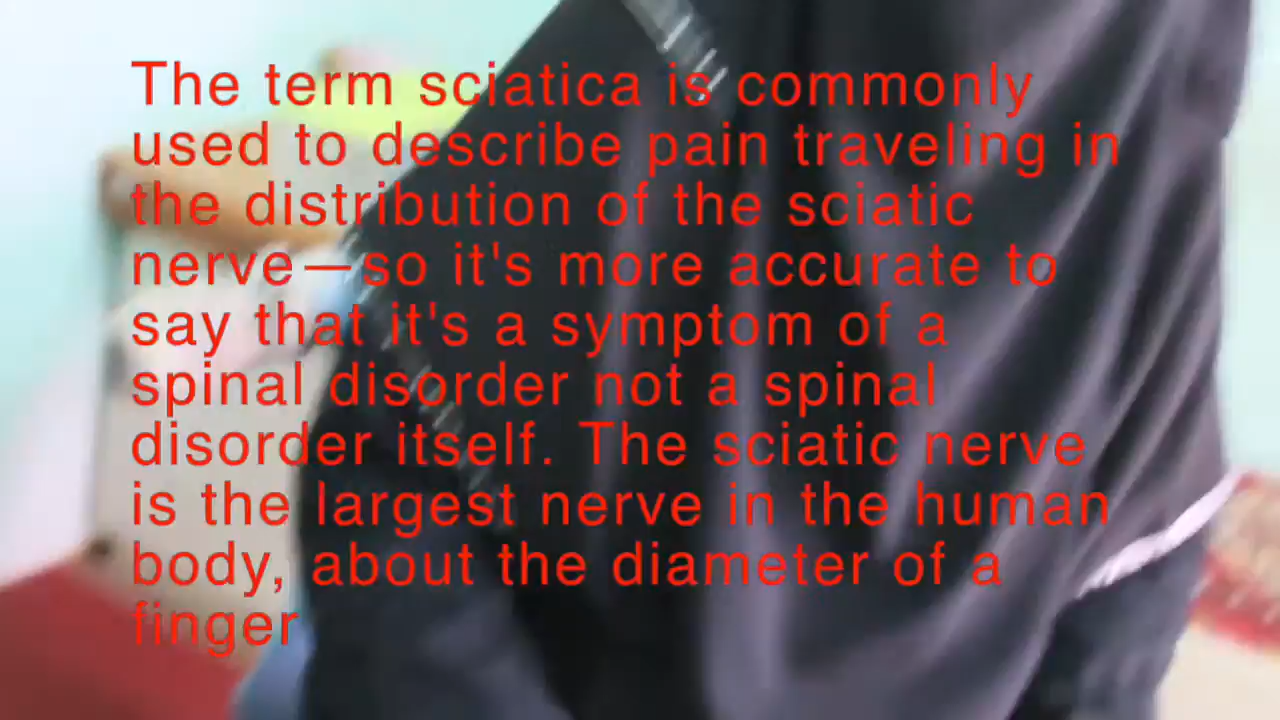 The term sciatica is commonly
used to describe pain traveling in
the distribution of the sciatic
nerve—so it's more accurate to
say that it's a symptom of a
spinal disorder not a spinal
disorder itself. The sciatic nerve
is the largest nerve in the human
body, about the diameter of a
finger